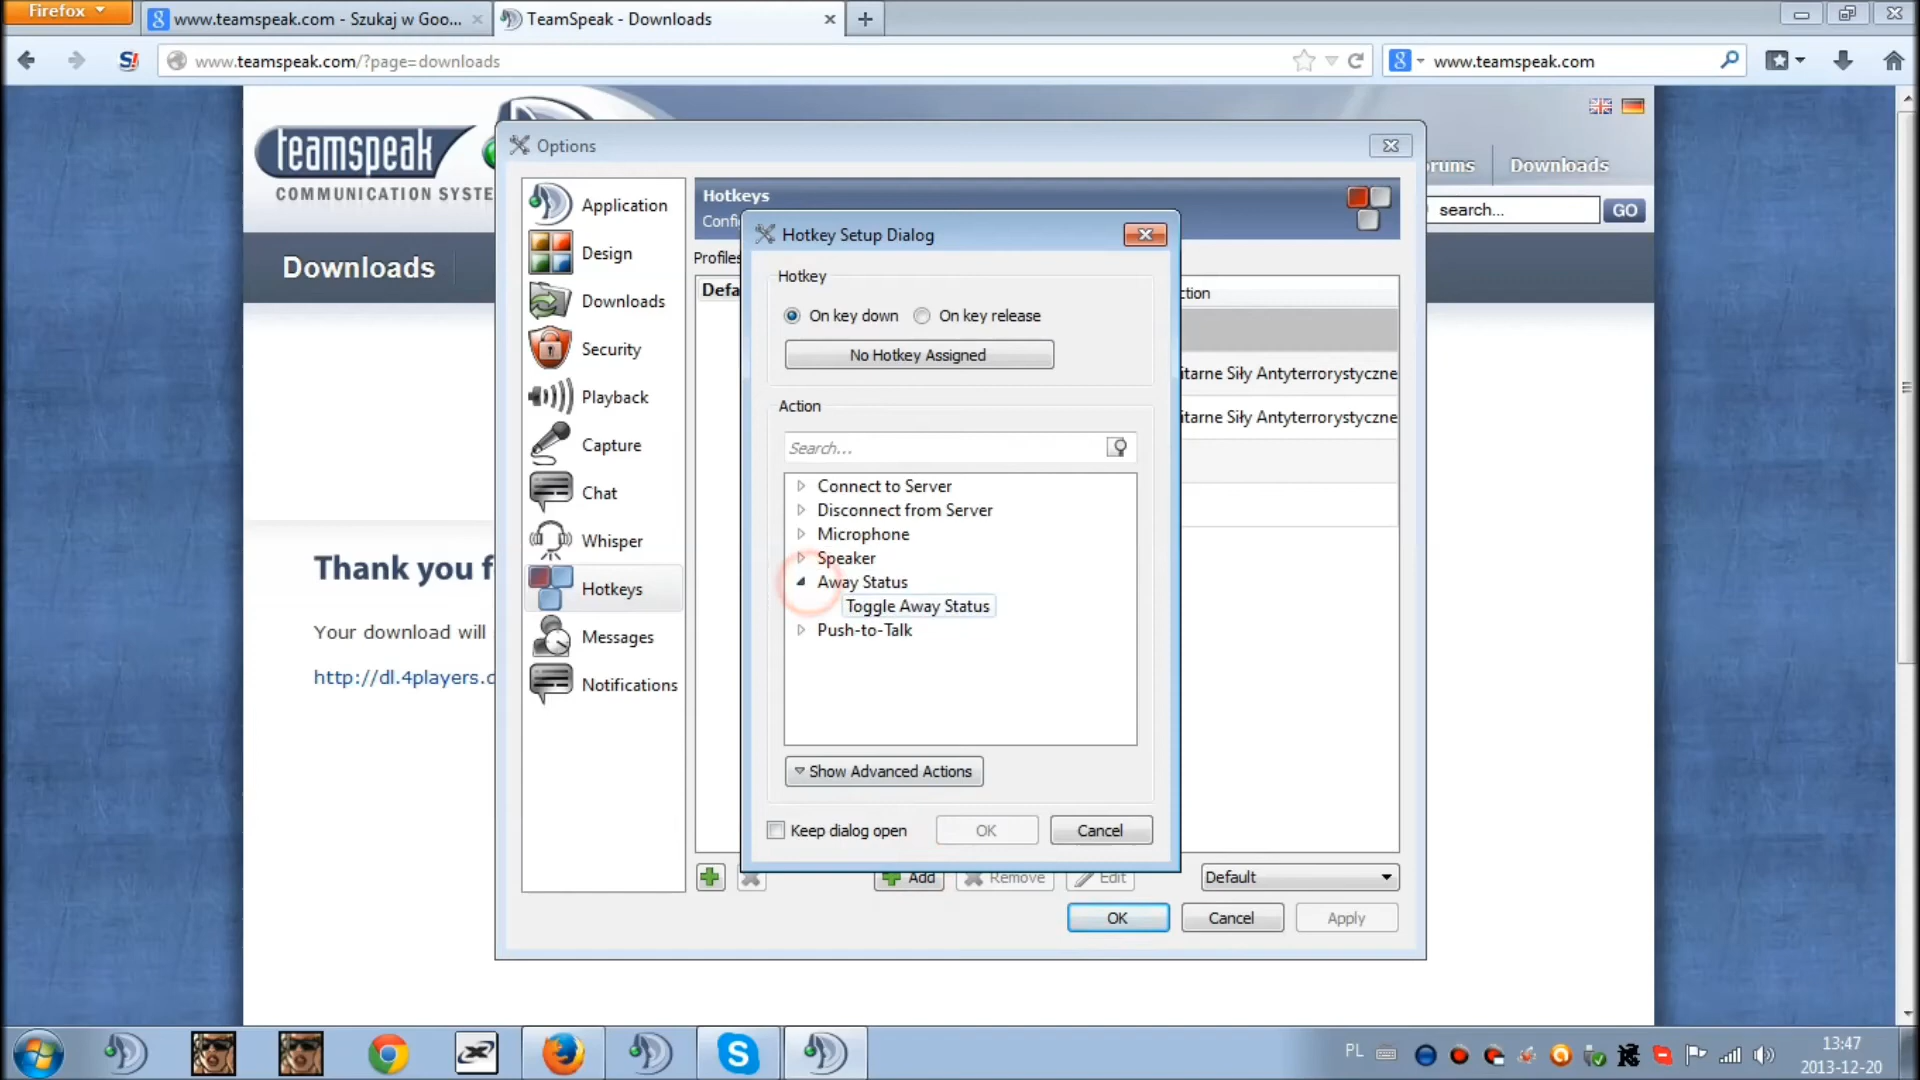 Firefox
www.teamspeak.com - Szukaj w Goo...
TeamSpeak - Downloads
www.teamspeak.com/?page=downloads
www.teamspeak.com
teamspeak
COMMUNICATION SYSTE
rums
Downloads
search...
GO
Downloads
Thank you f
Your download will
http://dl.4players.c
Options
Application
Design
Downloads
Security
Playback
Capture
Chat
Whisper
Hotkeys
Messages
Notifications
Hotkeys
Confi
Profiles
Defa
ction
itarne Siły Antyterrorystyczne
itarne Siły Antyterrorystyczne
Hotkey Setup Dialog
Hotkey
On key down
On key release
No Hotkey Assigned
Action
Search...
Connect to Server
Disconnect from Server
Microphone
Speaker
Away Status
Toggle Away Status
Push-to-Talk
Show Advanced Actions
Keep dialog open
OK
Cancel
Add
Remove
Edit
Default
OK
Cancel
Apply
PL
13:47
2013-12-20